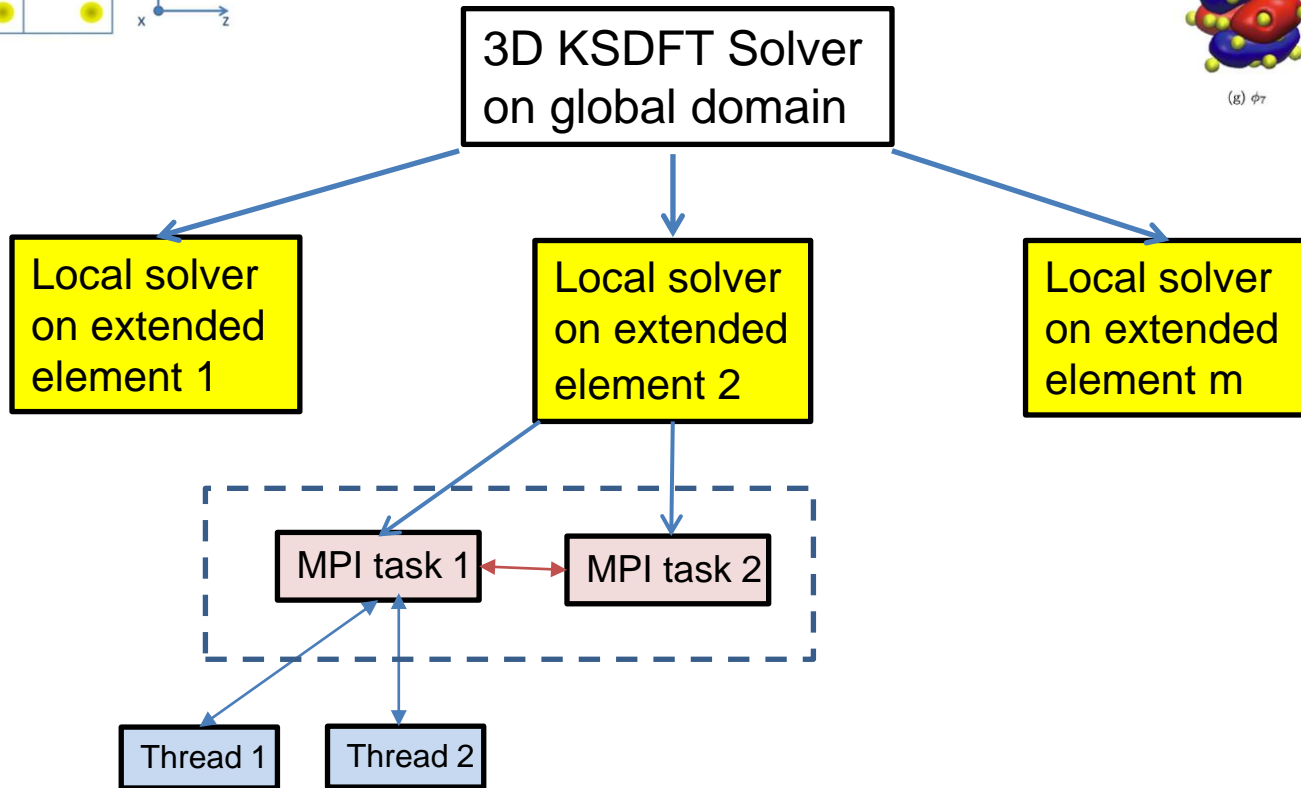 x
z
(g) ϕ7
3D KSDFT Solver
on global domain
Local solver
on extended
element 1
Local solver
on extended
element 2
Local solver
on extended
element m
MPI task 1
MPI task 2
Thread 1
Thread 2